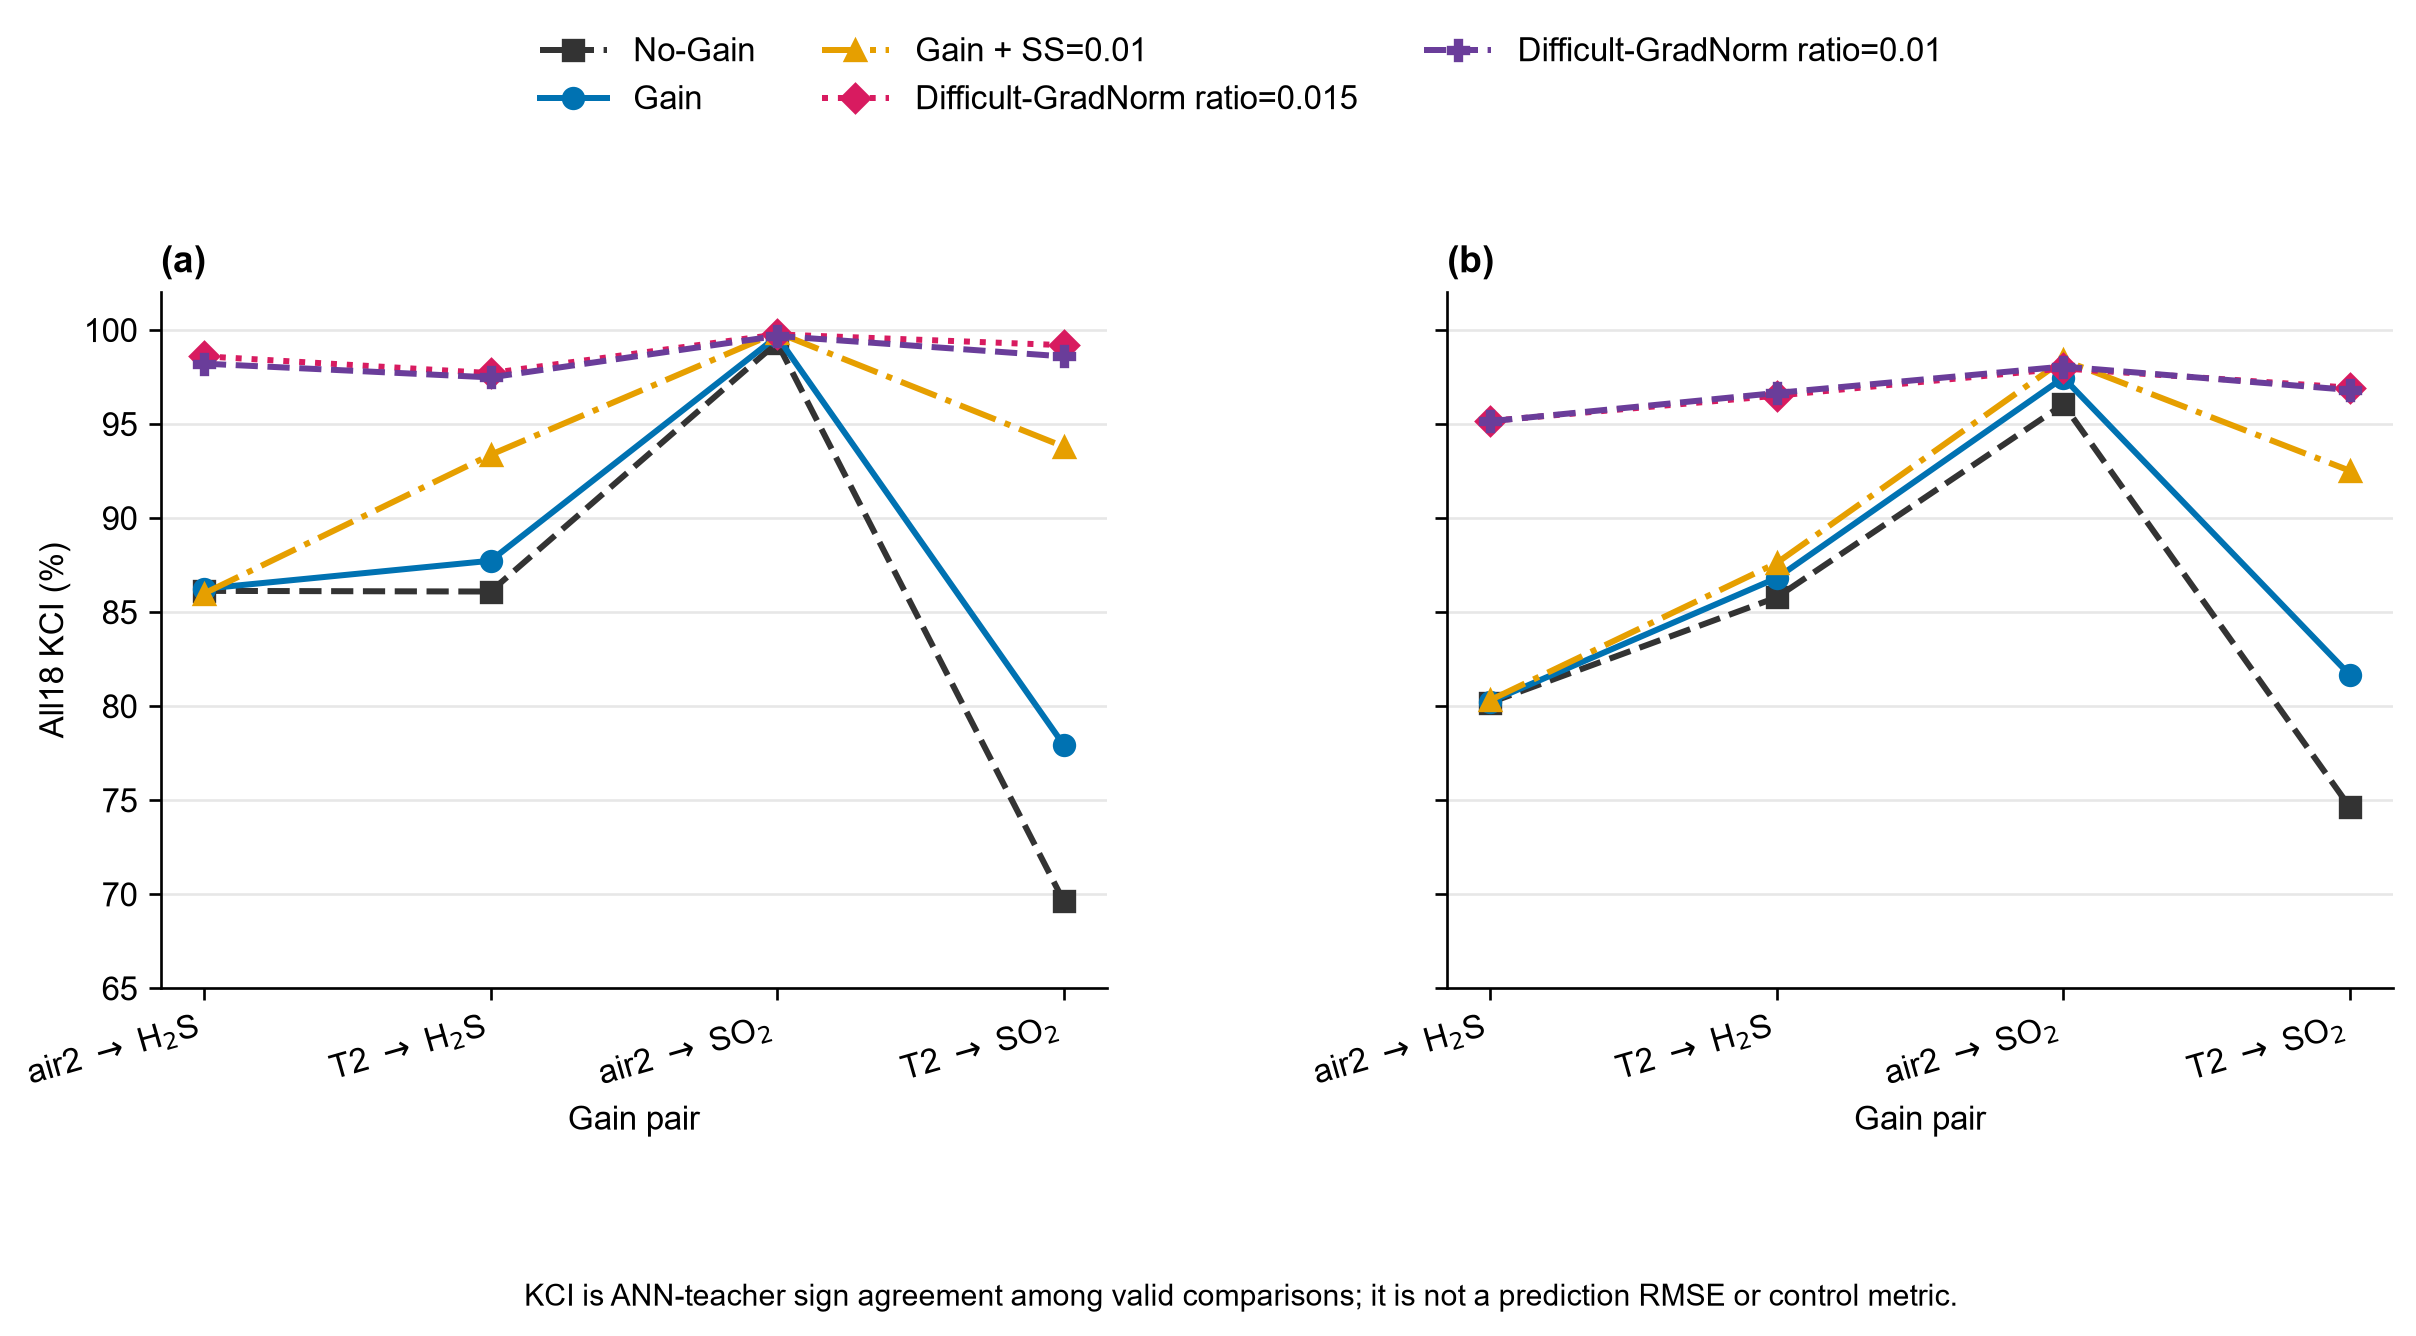 No-Gain
Gain
Gain + SS=0.01
Difficult-GradNorm ratio=0.015
Difficult-GradNorm ratio=0.01
(a)
All18 KCI (%)
100
95
90
85
80
75
70
65
air2 → H₂S
T2 → H₂S
air2 → SO₂
T2 → SO₂
Gain pair
(b)
air2 → H₂S
T2 → H₂S
air2 → SO₂
T2 → SO₂
Gain pair
KCI is ANN-teacher sign agreement among valid comparisons; it is not a prediction RMSE or control metric.